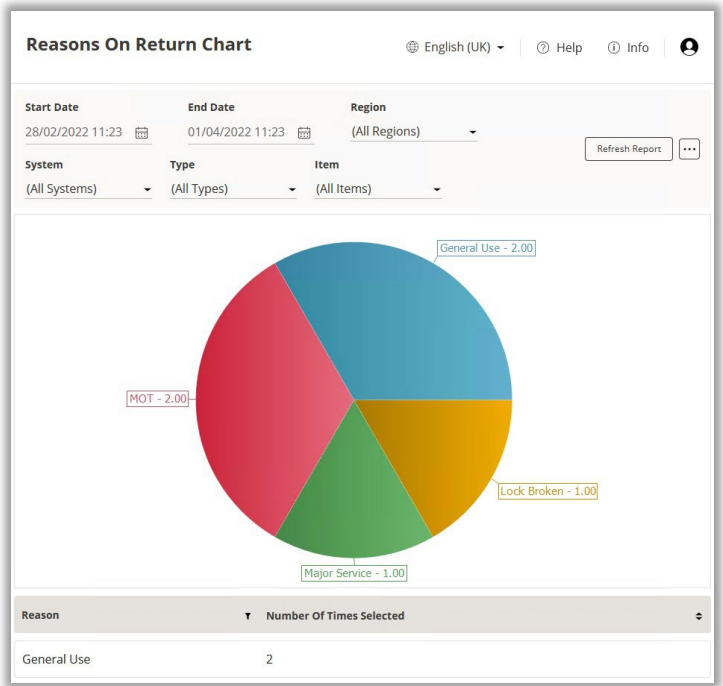 Reasons On Return Chart
English (UK)
Help
Info
Start Date
End Date
Region
28/02/2022 11:23
01/04/2022 11:23
(All Regions)
Refresh Report
...
System
Type
Item
(All Systems)
(All Types)
(All Items)
General Use - 2.00
MOT - 2.00
Lock Broken - 1.00
Major Service - 1.00
Reason
Number Of Times Selected
General Use
2